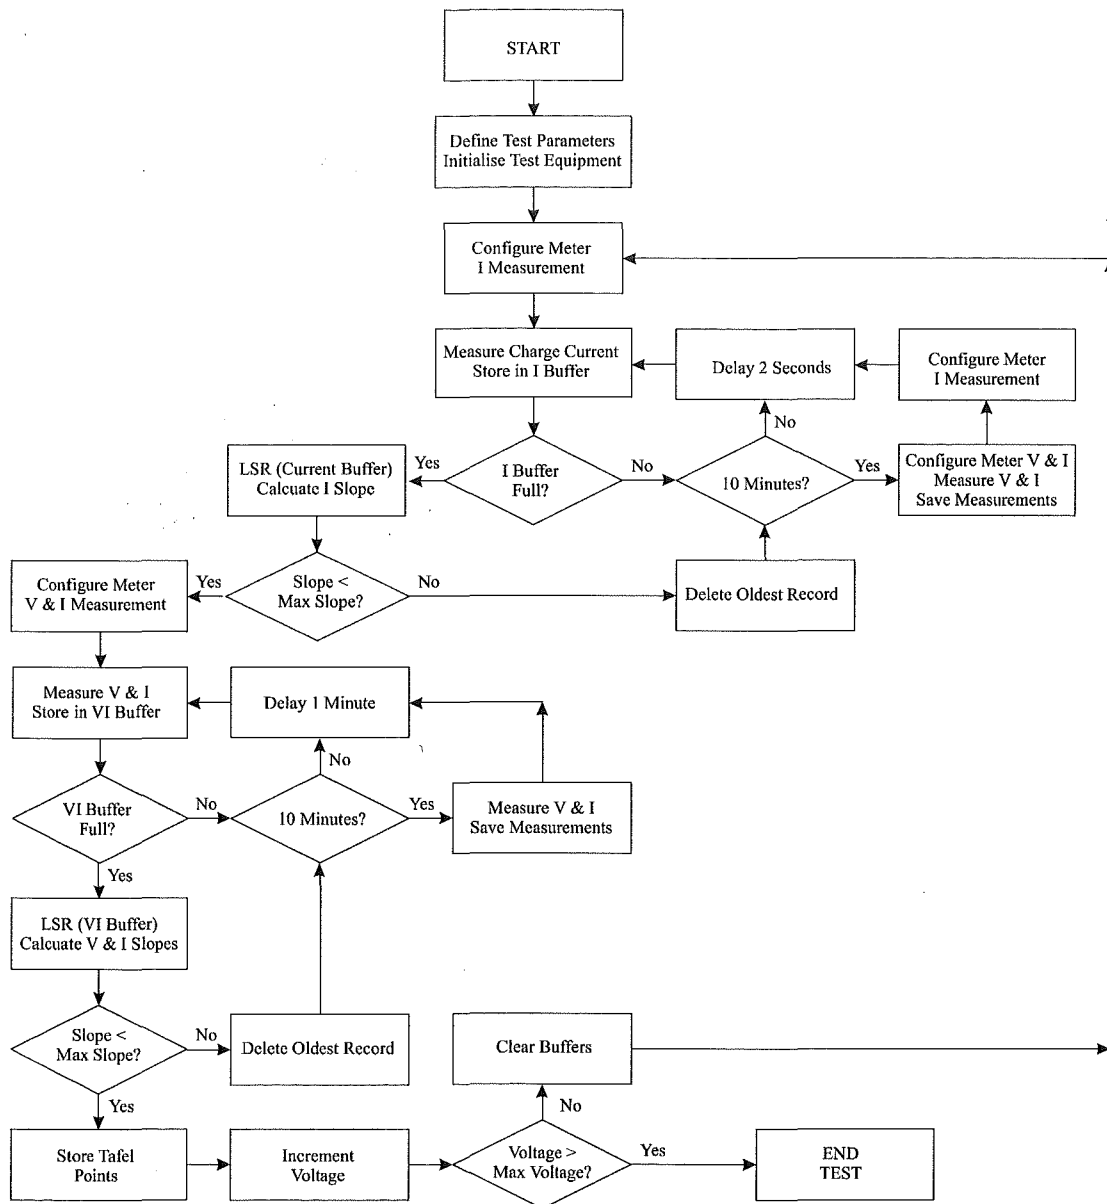 START
Define Test Parameters
Initialise Test Equipment
Configure Meter
I Measurement
Measure Charge Current
Store in I Buffer
Delay 2 Seconds
Configure Meter
I Measurement
No
LSR (Current Buffer)
Calcuate I Slope
Yes
I Buffer
Full?
No
10 Minutes?
Yes
Configure Meter V & I
Measure V & I
Save Measurements
Configure Meter
V & I Measurement
Yes
Slope <
Max Slope?
No
Delete Oldest Record
Measure V & I
Store in VI Buffer
Delay 1 Minute
No
VI Buffer
Full?
No
10 Minutes?
Yes
Measure V & I
Save Measurements
Yes
LSR (VI Buffer)
Calcuate V & I Slopes
Slope <
Max Slope?
No
Delete Oldest Record
Clear Buffers
Yes
No
Store Tafel
Points
Increment
Voltage
Voltage >
Max Voltage?
Yes
END
TEST